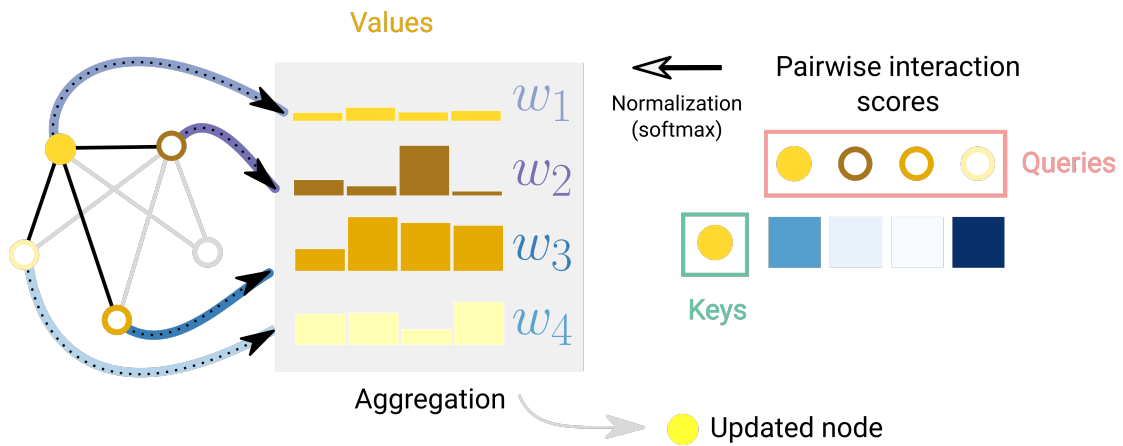 Values
Pairwise interaction
scores
Normalization
(softmax)
w1
w2
w3
w4
Queries
Keys
Aggregation
Updated node